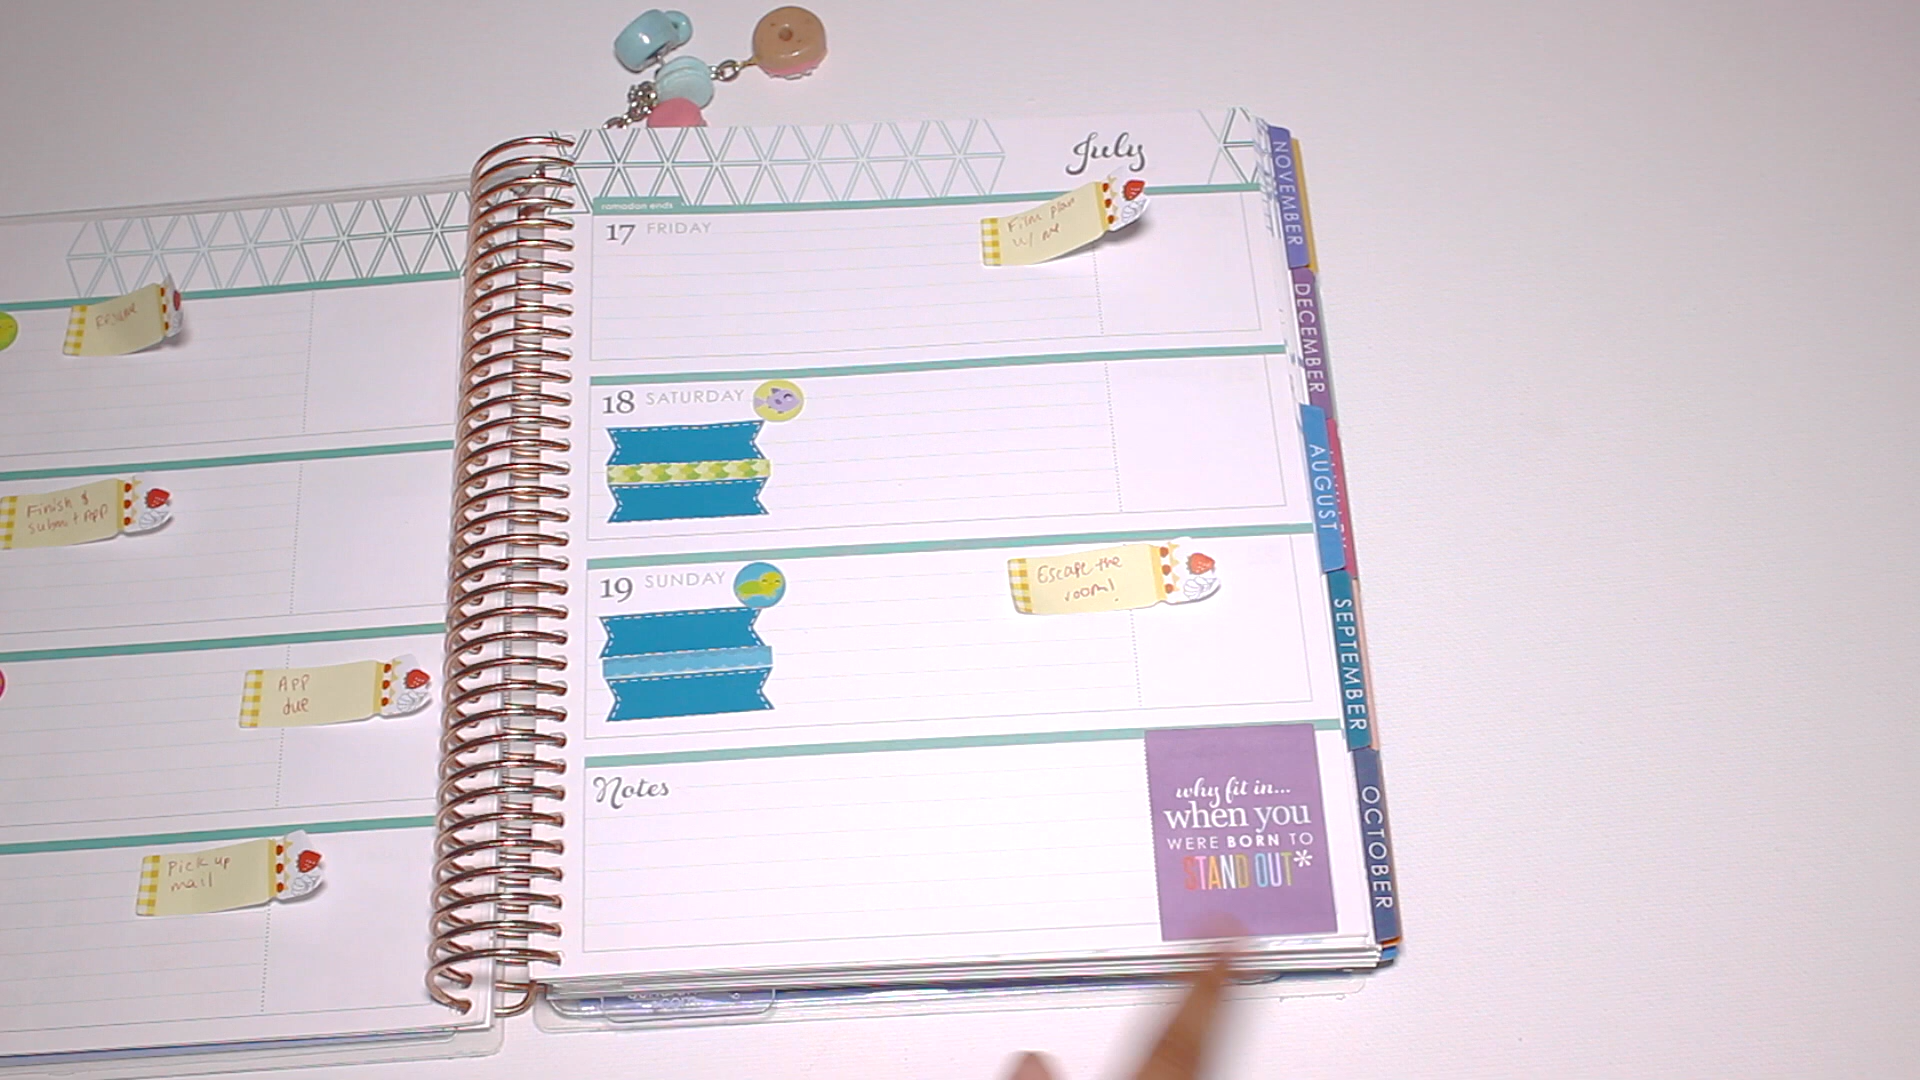 Resume
Finish &
submit App
App
due
Pick up
mail
July
ramadan ends
17 FRIDAY
Film plan
w/ me
18 SATURDAY
19 SUNDAY
Escape the
room!
Notes
why fit in...
when you
WERE BORN TO
STAND OUT*
NOVEMBER
DECEMBER
AUGUST
SEPTEMBER
OCTOBER